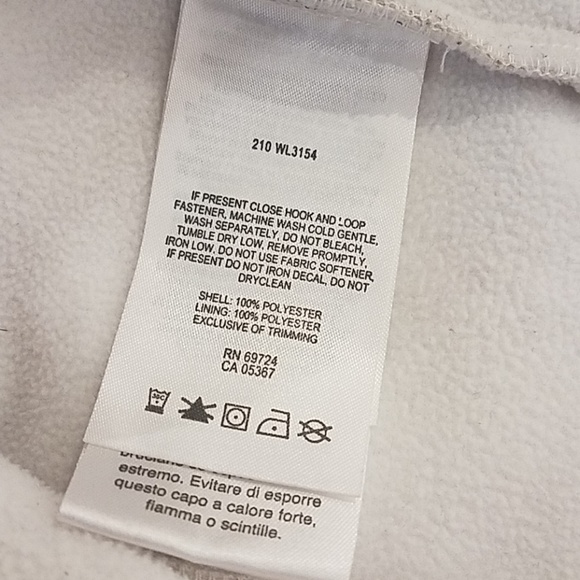 210 WL3154
IF PRESENT CLOSE HOOK AND LOOP
FASTENER, MACHINE WASH COLD GENTLE,
WASH SEPARATELY, DO NOT BLEACH,
TUMBLE DRY LOW, REMOVE PROMPTLY,
IRON LOW, DO NOT USE FABRIC SOFTENER,
IF PRESENT DO NOT IRON DECAL, DO NOT
DRYCLEAN
SHELL: 100% POLYESTER
LINING: 100% POLYESTER
EXCLUSIVE OF TRIMMING
RN 69724
CA 05367
30C
estremo. Evitare di esporre
questo capo a calore forte,
fiamma o scintille.